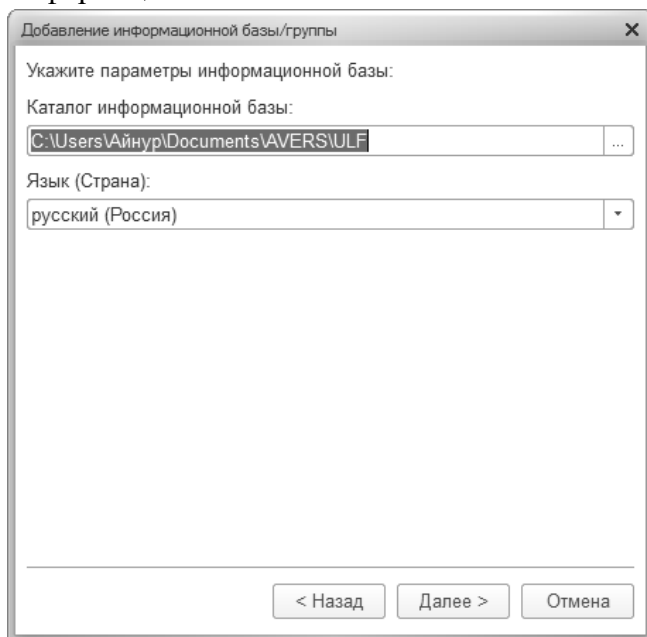 Добавление информационной базы/группы
Укажите параметры информационной базы:
Каталог информационной базы:
C:\Users\Айнур\Documents\AVERS\ULF
...
Язык (Страна):
русский (Россия)
< Назад
Далее >
Отмена